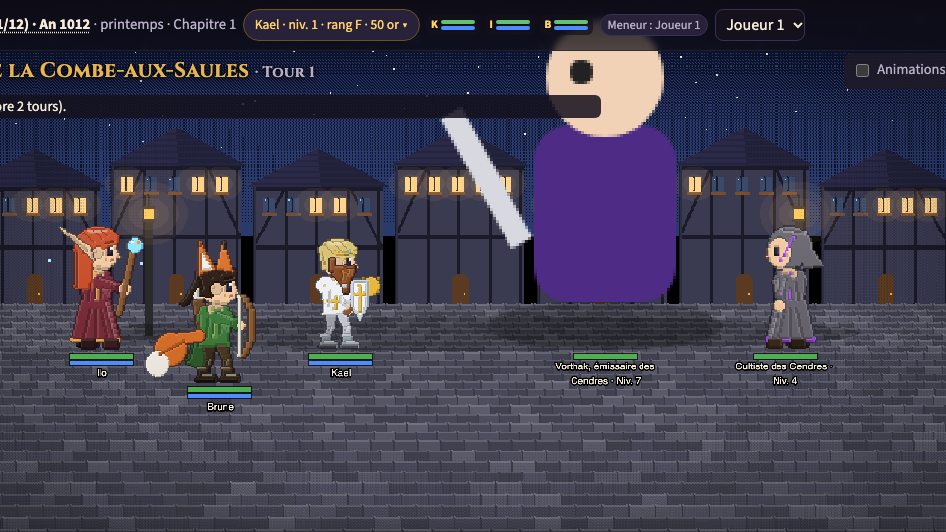 1/12) · An 1012 · printemps · Chapitre 1
Kael · niv. 1 · rang F · 50 or ▾
K
I
B
Meneur : Joueur 1
Joueur 1
E LA COMBE-AUX-SAULES · TOUR 1
Animations
ore 2 tours).
Ilo
Brune
Kael
Vorthak, émissaire des
Cendres · Niv. 7
Cultiste des Cendres ·
Niv. 4